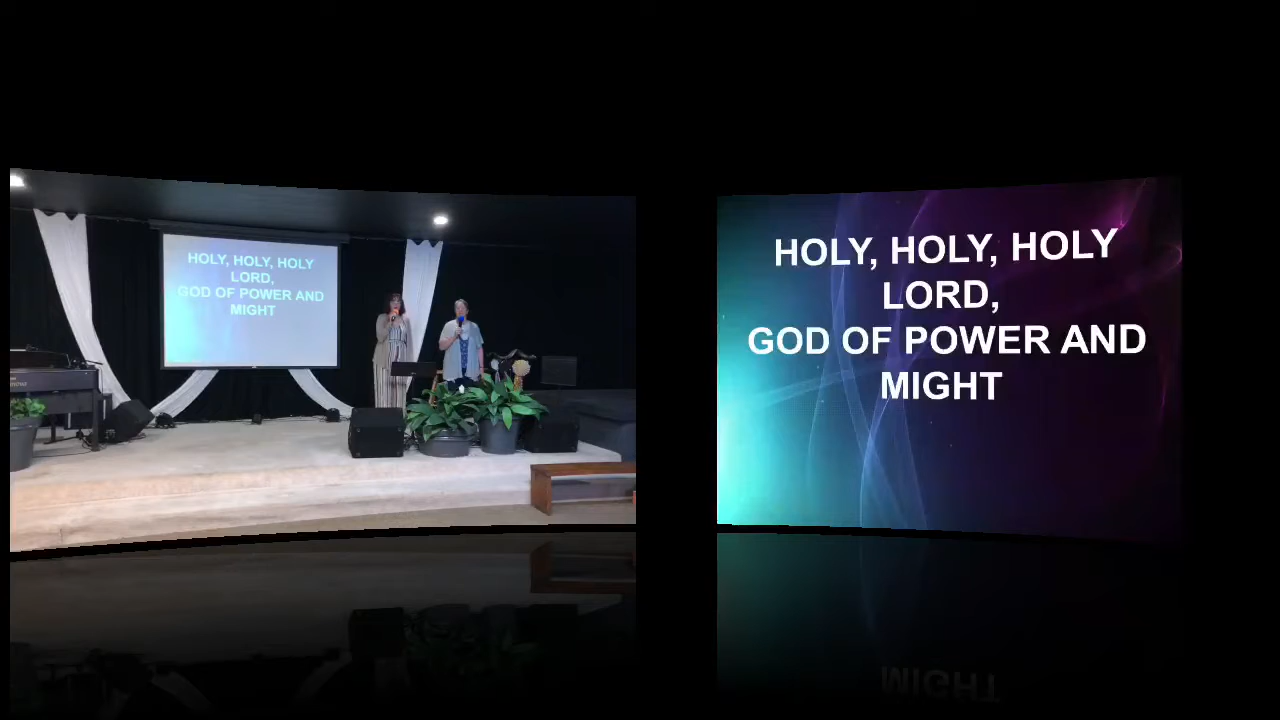 HOLY, HOLY, HOLY
LORD,
GOD OF POWER AND
MIGHT
HOLY, HOLY, HOLY
LORD,
GOD OF POWER AND
MIGHT